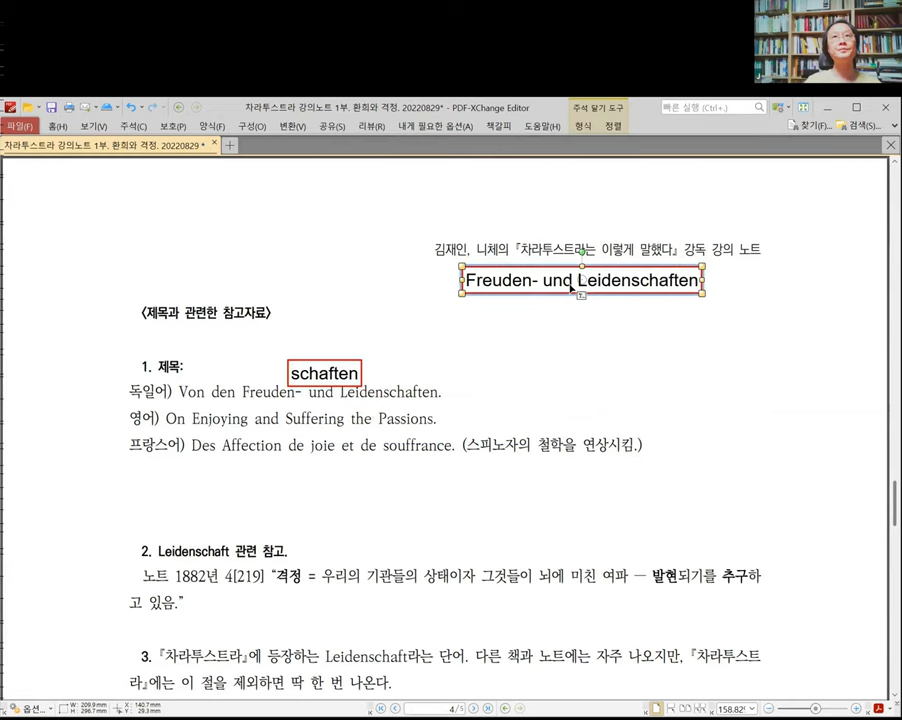 차라투스트라 강의노트 1부. 환희와 격정. 20220829* - PDF-XChange Editor
주석 달기 도구
빠른 실행 (Ctrl+.)
파일(F) 홈(H) 보기(V) 주석(C) 보호(P) 양식(F) 구성(O) 변환(V) 공유(S) 리뷰(R) 내게 필요한 옵션(A) 책갈피 도움말(H) 형식 정렬 찾기(F)... 검색(S)...
차라투스트라 강의노트 1부. 환희와 격정. 20220829 *
김재인, 니체의 『차라투스트라는 이렇게 말했다』 강독 강의 노트
Freuden- und Leidenschaften
〈제목과 관련한 참고자료〉
1. 제목:
schaften
독일어) Von den Freuden- und Leidenschaften.
영어) On Enjoying and Suffering the Passions.
프랑스어) Des Affection de joie et de souffrance. (스피노자의 철학을 연상시킴.)
2. Leidenschaft 관련 참고.
노트 1882년 4[219] “격정 = 우리의 기관들의 상태이자 그것들이 뇌에 미친 여파 — 발현되기를 추구하
고 있음.”
3. 『차라투스트라』에 등장하는 Leidenschaft라는 단어. 다른 책과 노트에는 자주 나오지만, 『차라투스트
라』에는 이 절을 제외하면 딱 한 번 나온다.
옵션... W: 209.9mm X: 140.7mm 4/5 158.82%
H: 296.7mm Y: 29.3mm